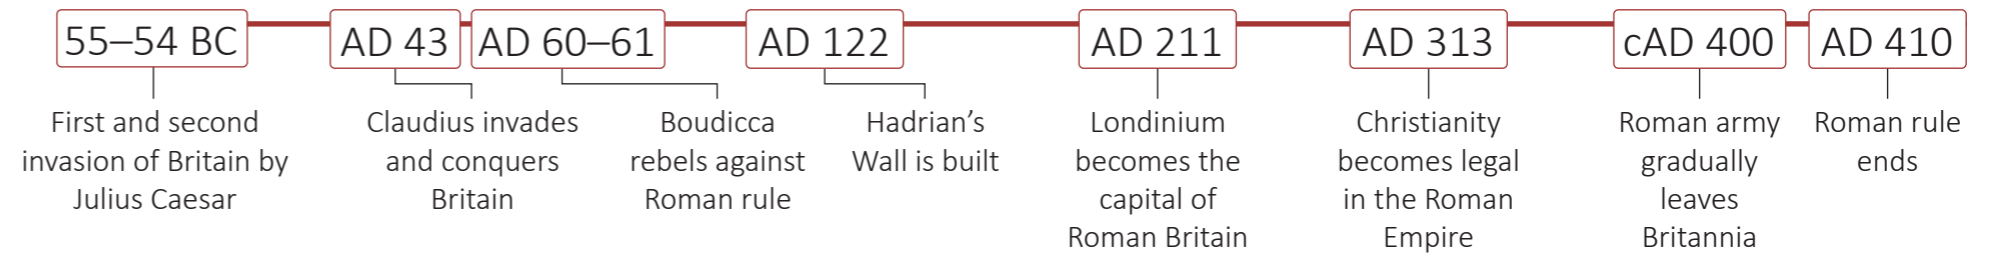 55–54 BC
First and second
invasion of Britain by
Julius Caesar
AD 43
Claudius invades
and conquers
Britain
AD 60–61
Boudicca
rebels against
Roman rule
AD 122
Hadrian’s
Wall is built
AD 211
Londinium
becomes the
capital of
Roman Britain
AD 313
Christianity
becomes legal
in the Roman
Empire
cAD 400
Roman army
gradually
leaves
Britannia
AD 410
Roman rule
ends